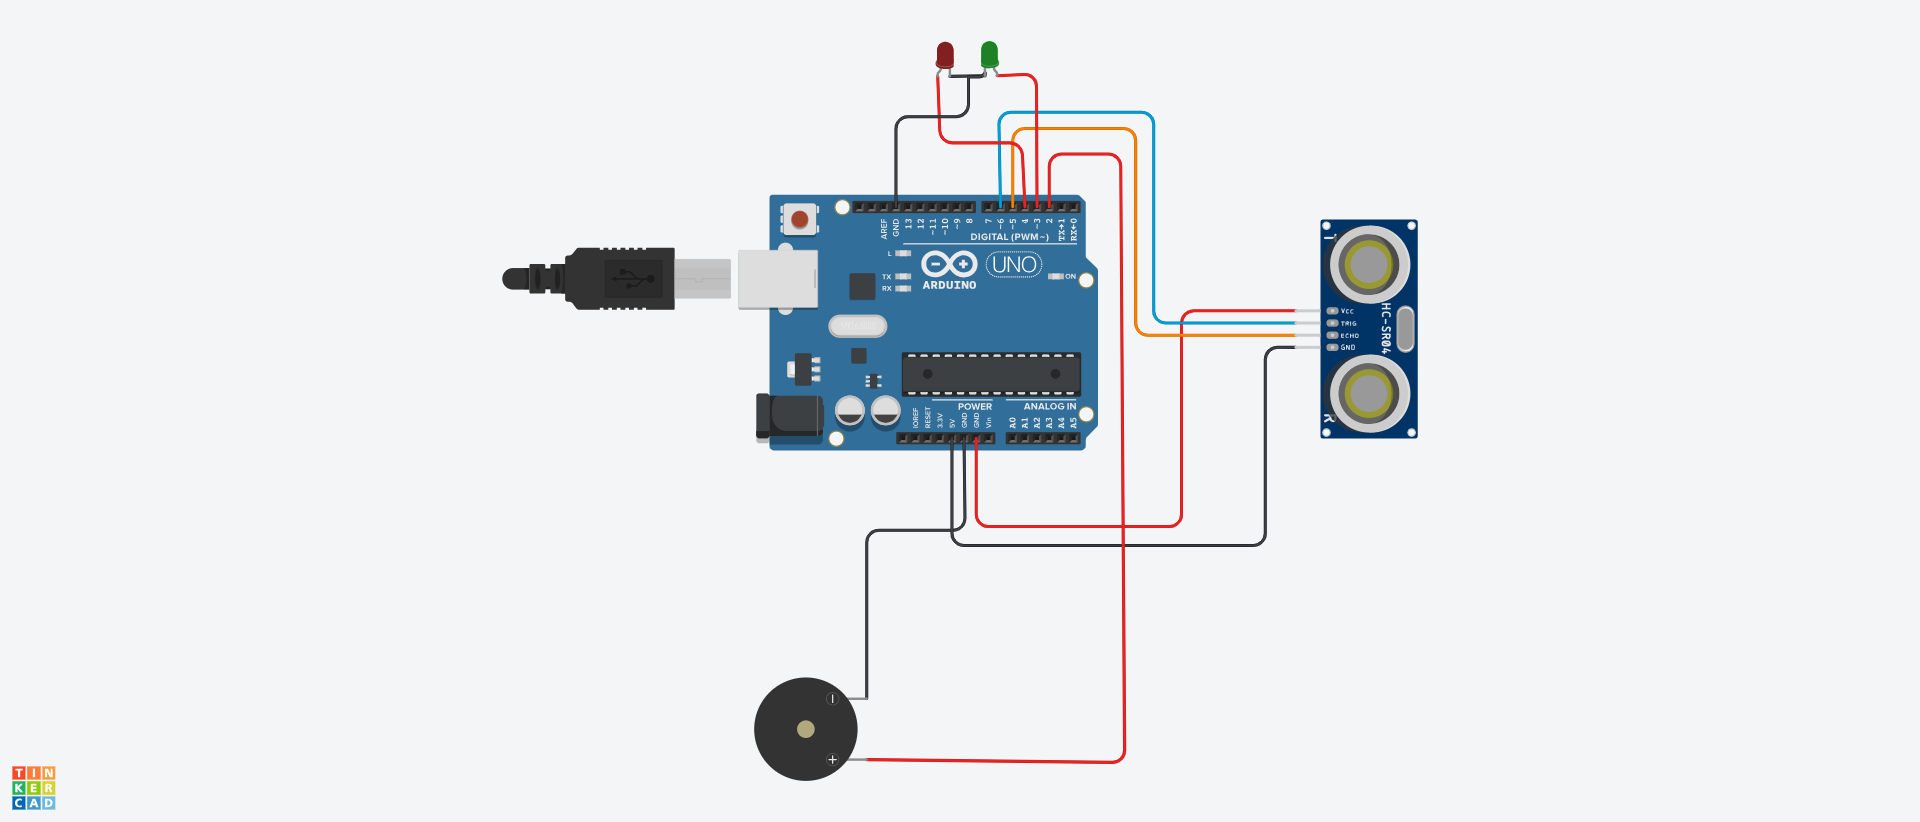 AREF
GND
13
12
~11
~10
~9
8
7
~6
~5
4
~3
2
TX→1
RX←0
DIGITAL (PWM ~)
L
TX
RX
ARDUINO
UNO
ON
POWER
ANALOG IN
IOREF
RESET
3.3V
5V
GND
GND
Vin
A0
A1
A2
A3
A4
A5
T
HC-SR04
VCC
TRIG
ECHO
GND
R
TIN
KER
CAD